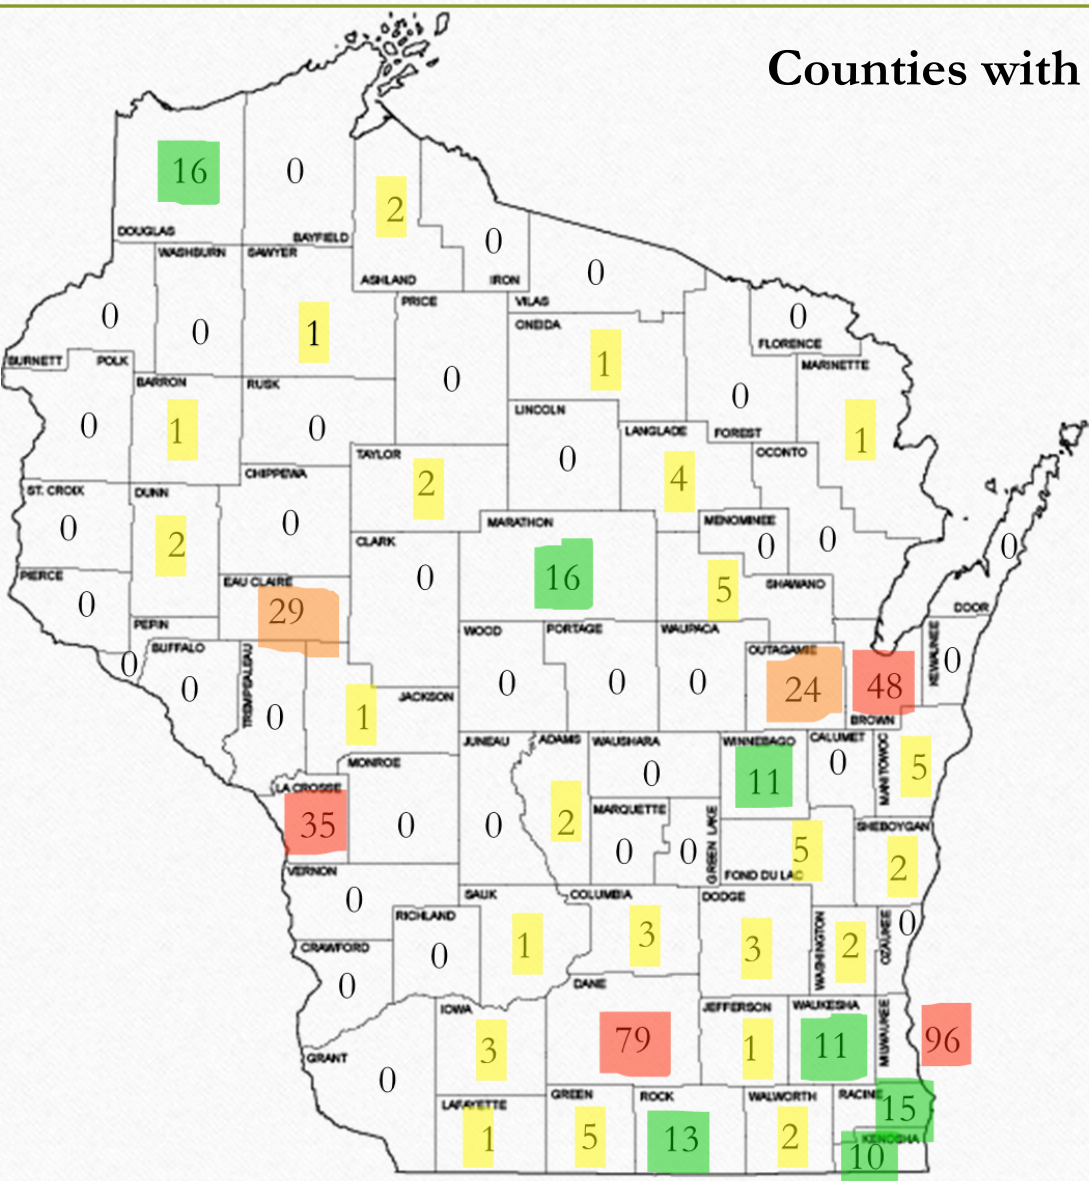 Counties with
16
0
2
0
DOUGLAS
BAYFIELD
WASHBURN
SAWYER
ASHLAND
IRON
0
PRICE
VILAS
0
0
1
ONEIDA
0
FLORENCE
BURNETT
POLK
1
MARINETTE
BARRON
RUSK
0
0
0
1
0
LINCOLN
LANGLADE
FOREST
1
TAYLOR
0
OCONTO
CHIPPEWA
2
4
ST. CROIX
DUNN
0
0
MARATHON
MENOMINEE
2
CLARK
0
0
0
PIERCE
EAU CLAIRE
0
16
5
SHAWANO
0
29
DOOR
PEPIN
WOOD
PORTAGE
WAUPACA
BUFFALO
TREMPEALEAU
OUTAGAMIE
KEWAUNEE
0
0
0
0
0
0
24
48
0
0
1
JACKSON
BROWN
JUNEAU
ADAMS
WAUSHARA
WINNEBAGO
CALUMET
MANITOWOC
MONROE
0
11
0
5
LA CROSSE
35
0
0
2
MARQUETTE
GREEN LAKE
SHEBOYGAN
0
0
5
FOND DU LAC
2
VERNON
0
SAUK
COLUMBIA
DODGE
RICHLAND
WASHINGTON
OZAUKEE
0
CRAWFORD
0
1
3
3
2
0
DANE
IOWA
JEFFERSON
WAUKESHA
MILWAUKEE
GRANT
3
79
1
11
96
0
LAFAYETTE
GREEN
ROCK
WALWORTH
RACINE
15
1
5
13
2
KENOSHA
10